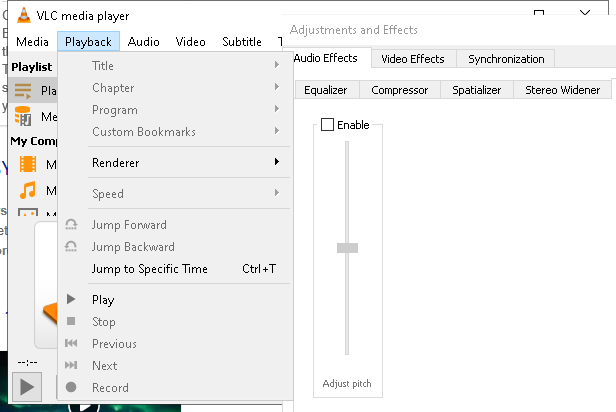 VLC media player
Media Playback Audio Video Subtitle T
Playlist
Pla
Me
My Comp
M
M
M
Title
Chapter
Program
Custom Bookmarks
Renderer
Speed
Jump Forward
Jump Backward
Jump to Specific Time Ctrl+T
Play
Stop
Previous
Next
Record
--:--
Adjustments and Effects
Audio Effects Video Effects Synchronization
Equalizer Compressor Spatializer Stereo Widener
Enable
Adjust pitch